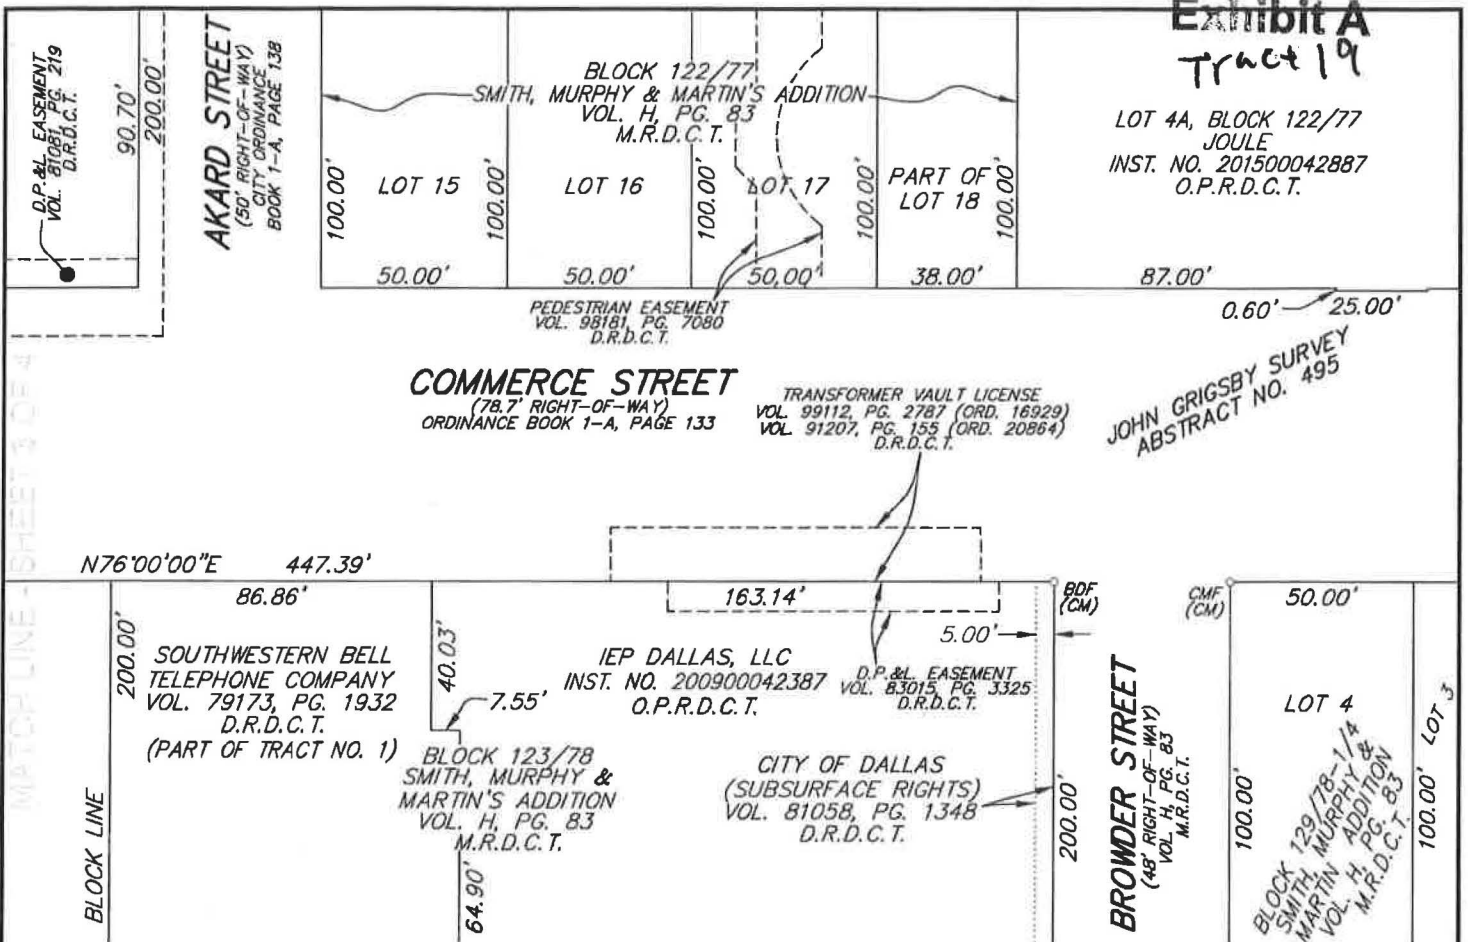 Exhibit A
Tract 19
D.P.&L. EASEMENT
VOL. 81081, PG. 219
D.R.D.C.T.
90.70'
200.00'
AKARD STREET
(50' RIGHT-OF-WAY)
CITY ORDINANCE
BOOK 1-A, PAGE 138
BLOCK 122/77
SMITH, MURPHY & MARTIN'S ADDITION
VOL. H, PG. 83
M.R.D.C.T.
LOT 4A, BLOCK 122/77
JOULE
INST. NO. 201500042887
O.P.R.D.C.T.
100.00'
LOT 15
100.00'
LOT 16
100.00'
LOT 17
100.00'
PART OF
LOT 18
100.00'
50.00'
50.00'
50.00'
38.00'
87.00'
0.60'
25.00'
PEDESTRIAN EASEMENT
VOL. 98181, PG. 7080
D.R.D.C.T.
COMMERCE STREET
(78.7' RIGHT-OF-WAY)
ORDINANCE BOOK 1-A, PAGE 133
TRANSFORMER VAULT LICENSE
VOL. 99112, PG. 2787 (ORD. 16929)
VOL. 91207, PG. 155 (ORD. 20864)
D.R.D.C.T.
JOHN GRIGSBY SURVEY
ABSTRACT NO. 495
MATCH LINE-SHEET 3 OF 4
N76°00'00"E 447.39'
86.86'
163.14'
BDF
(CM)
CMF
(CM)
50.00'
200.00'
SOUTHWESTERN BELL
TELEPHONE COMPANY
VOL. 79173, PG. 1932
D.R.D.C.T.
(PART OF TRACT NO. 1)
40.03'
7.55'
IEP DALLAS, LLC
INST. NO. 200900042387
O.P.R.D.C.T.
5.00'
D.P.&L. EASEMENT
VOL. 83015, PG. 3325
D.R.D.C.T.
BLOCK 123/78
SMITH, MURPHY &
MARTIN'S ADDITION
VOL. H, PG. 83
M.R.D.C.T.
CITY OF DALLAS
(SUBSURFACE RIGHTS)
VOL. 81058, PG. 1348
D.R.D.C.T.
BLOCK LINE
64.90'
200.00'
BROWDER STREET
(48' RIGHT-OF-WAY)
VOL. H, PG. 83
M.R.D.C.T.
LOT 4
100.00'
BLOCK 129/78-1/4
SMITH, MURPHY &
MARTIN ADDITION
VOL. H, PG. 83
M.R.D.C.T.
LOT 3
100.00'